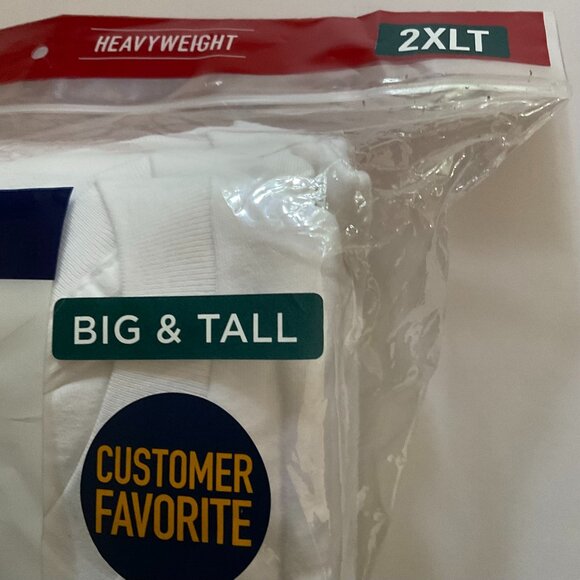 HEAVYWEIGHT
2XLT
BIG & TALL
CUSTOMER
FAVORITE